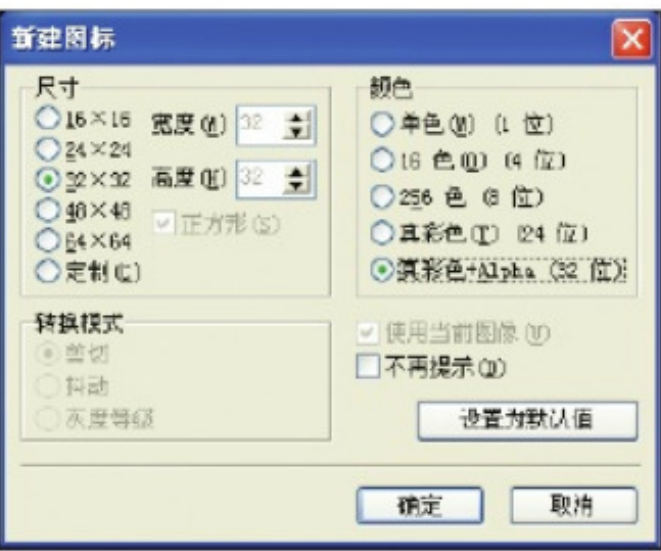 新建图标
尺寸
16×16
24×24
32×32
48×48
64×64
定制(C)
宽度(W) 32
高度(H) 32
正方形(S)
颜色
单色(M) (1 位)
16 色(O) (4 位)
256 色 (8 位)
真彩色(T) (24 位)
真彩色+Alpha (32 位)
转换模式
剪切
抖动
灰度等级
使用当前图像(U)
不再提示(D)
设置为默认值
确定
取消